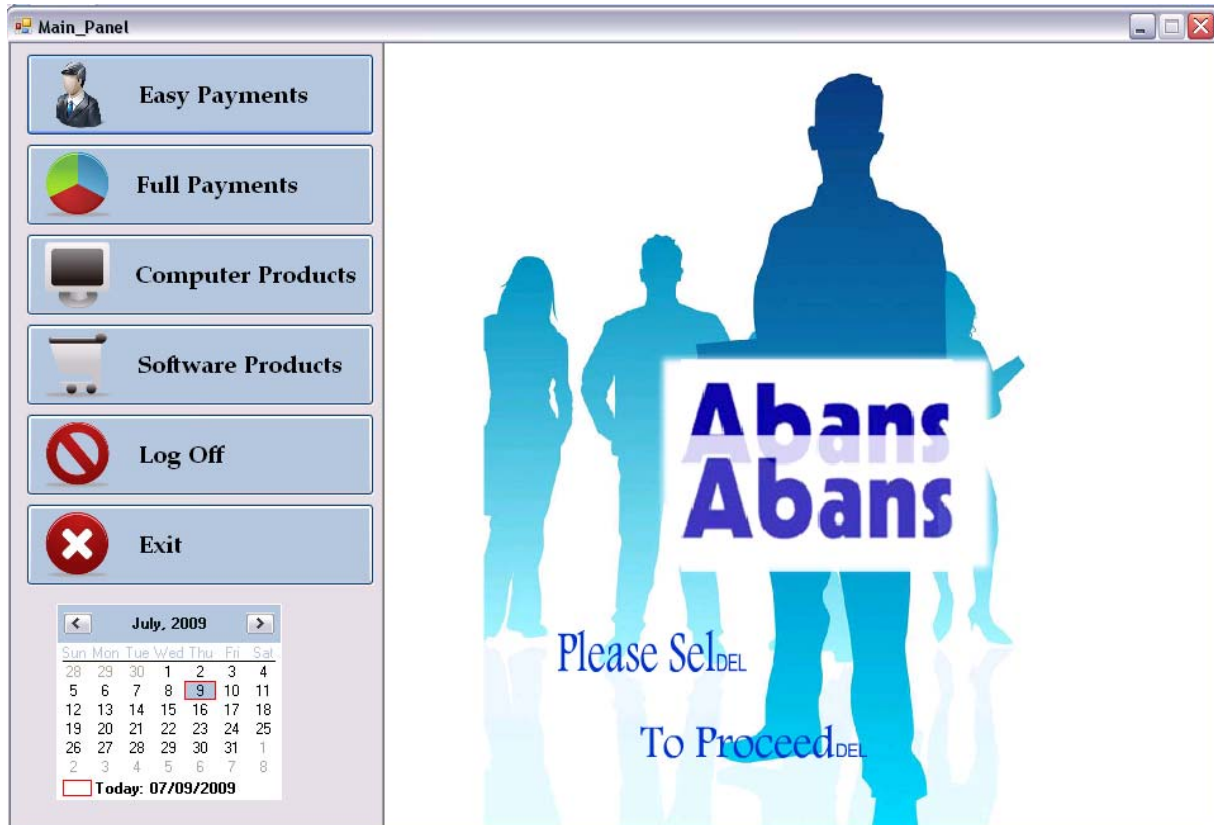 Main_Panel
Easy Payments
Full Payments
Computer Products
Software Products
Log Off
Exit
July, 2009
Sun Mon Tue Wed Thu Fri Sat
28 29 30 1 2 3 4
5 6 7 8 9 10 11
12 13 14 15 16 17 18
19 20 21 22 23 24 25
26 27 28 29 30 31 1
2 3 4 5 6 7 8
Today: 07/09/2009
Abans
Abans
Please SelDEL
To ProceedDEL